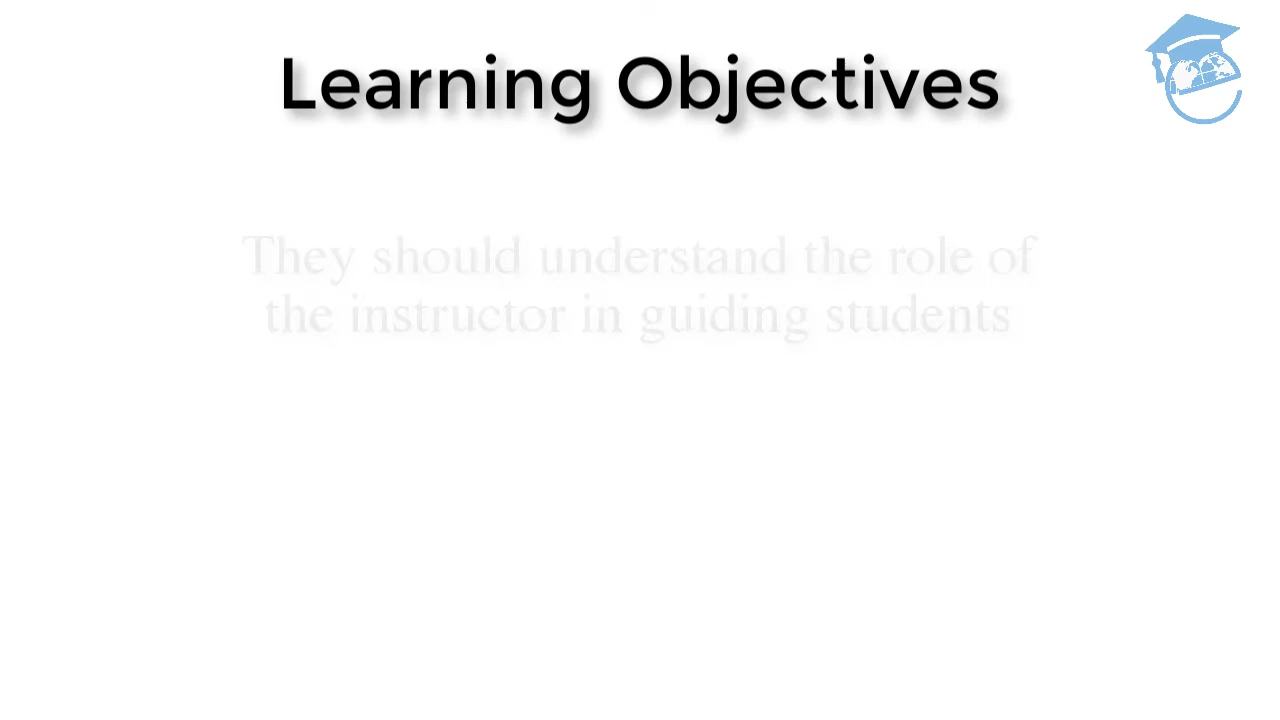 Learning Objectives
They should understand the role of
the instructor in guiding students